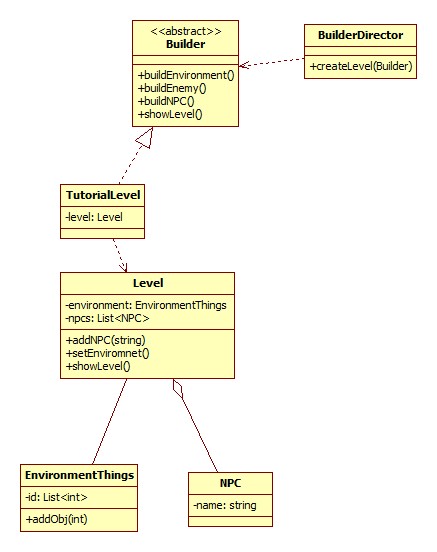 <<abstract>>
Builder
+buildEnvironment()
+buildEnemy()
+buildNPC()
+showLevel()
BuilderDirector
+createLevel(Builder)
TutorialLevel
-level: Level
Level
-environment: EnvironmentThings
-npcs: List<NPC>
+addNPC(string)
+setEnviromnet()
+showLevel()
EnvironmentThings
-id: List<int>
+addObj(int)
NPC
-name: string